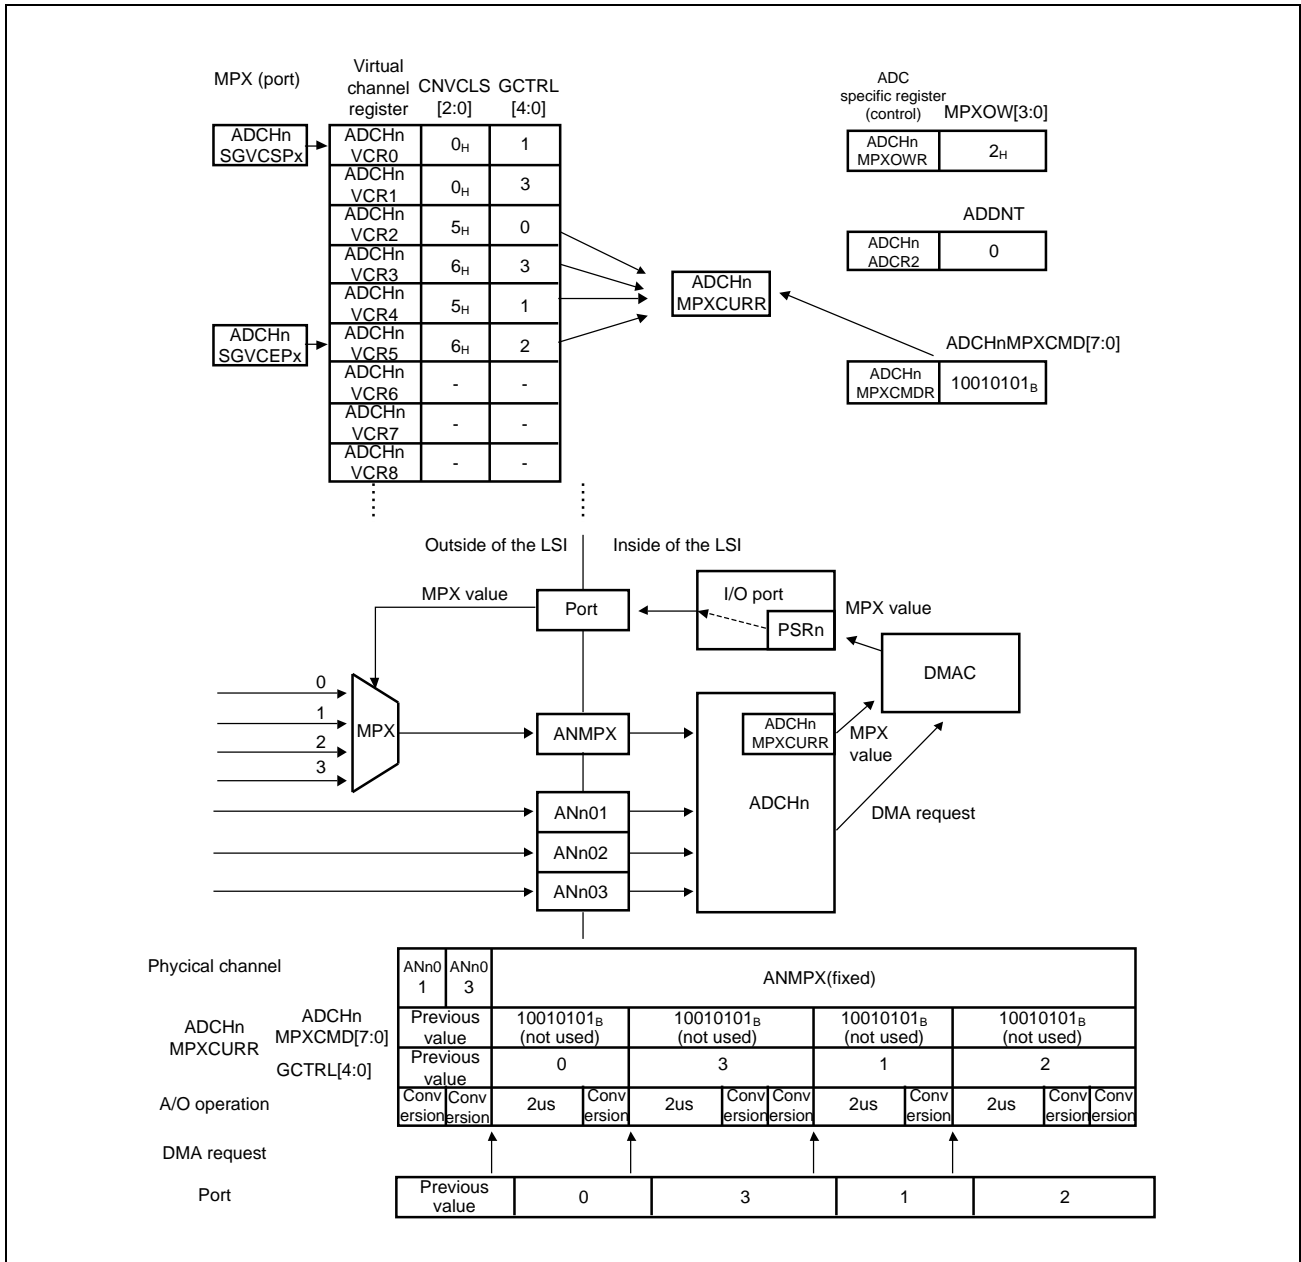 MPX (port)
Virtual
channel
register
CNVCLS
[2:0]
GCTRL
[4:0]
ADC
specific register
(control)
MPXOW[3:0]
ADCHn
SGVCSPx
ADCHn
VCR0
0H
1
ADCHn
MPXOWR
2H
ADCHn
VCR1
0H
3
ADCHn
VCR2
5H
0
ADDNT
ADCHn
ADCR2
0
ADCHn
VCR3
6H
3
ADCHn
MPXCURR
ADCHn
VCR4
5H
1
ADCHn
SGVCEPx
ADCHn
VCR5
6H
2
ADCHnMPXCMD[7:0]
ADCHn
MPXCMDR
10010101B
ADCHn
VCR6
-
-
ADCHn
VCR7
-
-
ADCHn
VCR8
-
-
Outside of the LSI
Inside of the LSI
MPX value
Port
I/O port
PSRn
MPX value
DMAC
0
1
2
3
MPX
ANMPX
ADCHn
MPXCURR
MPX
value
ADCHn
DMA request
ANn01
ANn02
ANn03
Phycical channel
ANn0
1
ANn0
3
ANMPX(fixed)
ADCHn
MPXCURR
ADCHn
MPXCMD[7:0]
Previous
value
10010101B
(not used)
10010101B
(not used)
10010101B
(not used)
10010101B
(not used)
GCTRL[4:0]
Previous
value
0
3
1
2
A/O operation
Conv
ersion
Conv
ersion
2us
Conv
ersion
2us
Conv
ersion
Conv
ersion
2us
Conv
ersion
2us
Conv
ersion
Conv
ersion
DMA request
Port
Previous
value
0
3
1
2